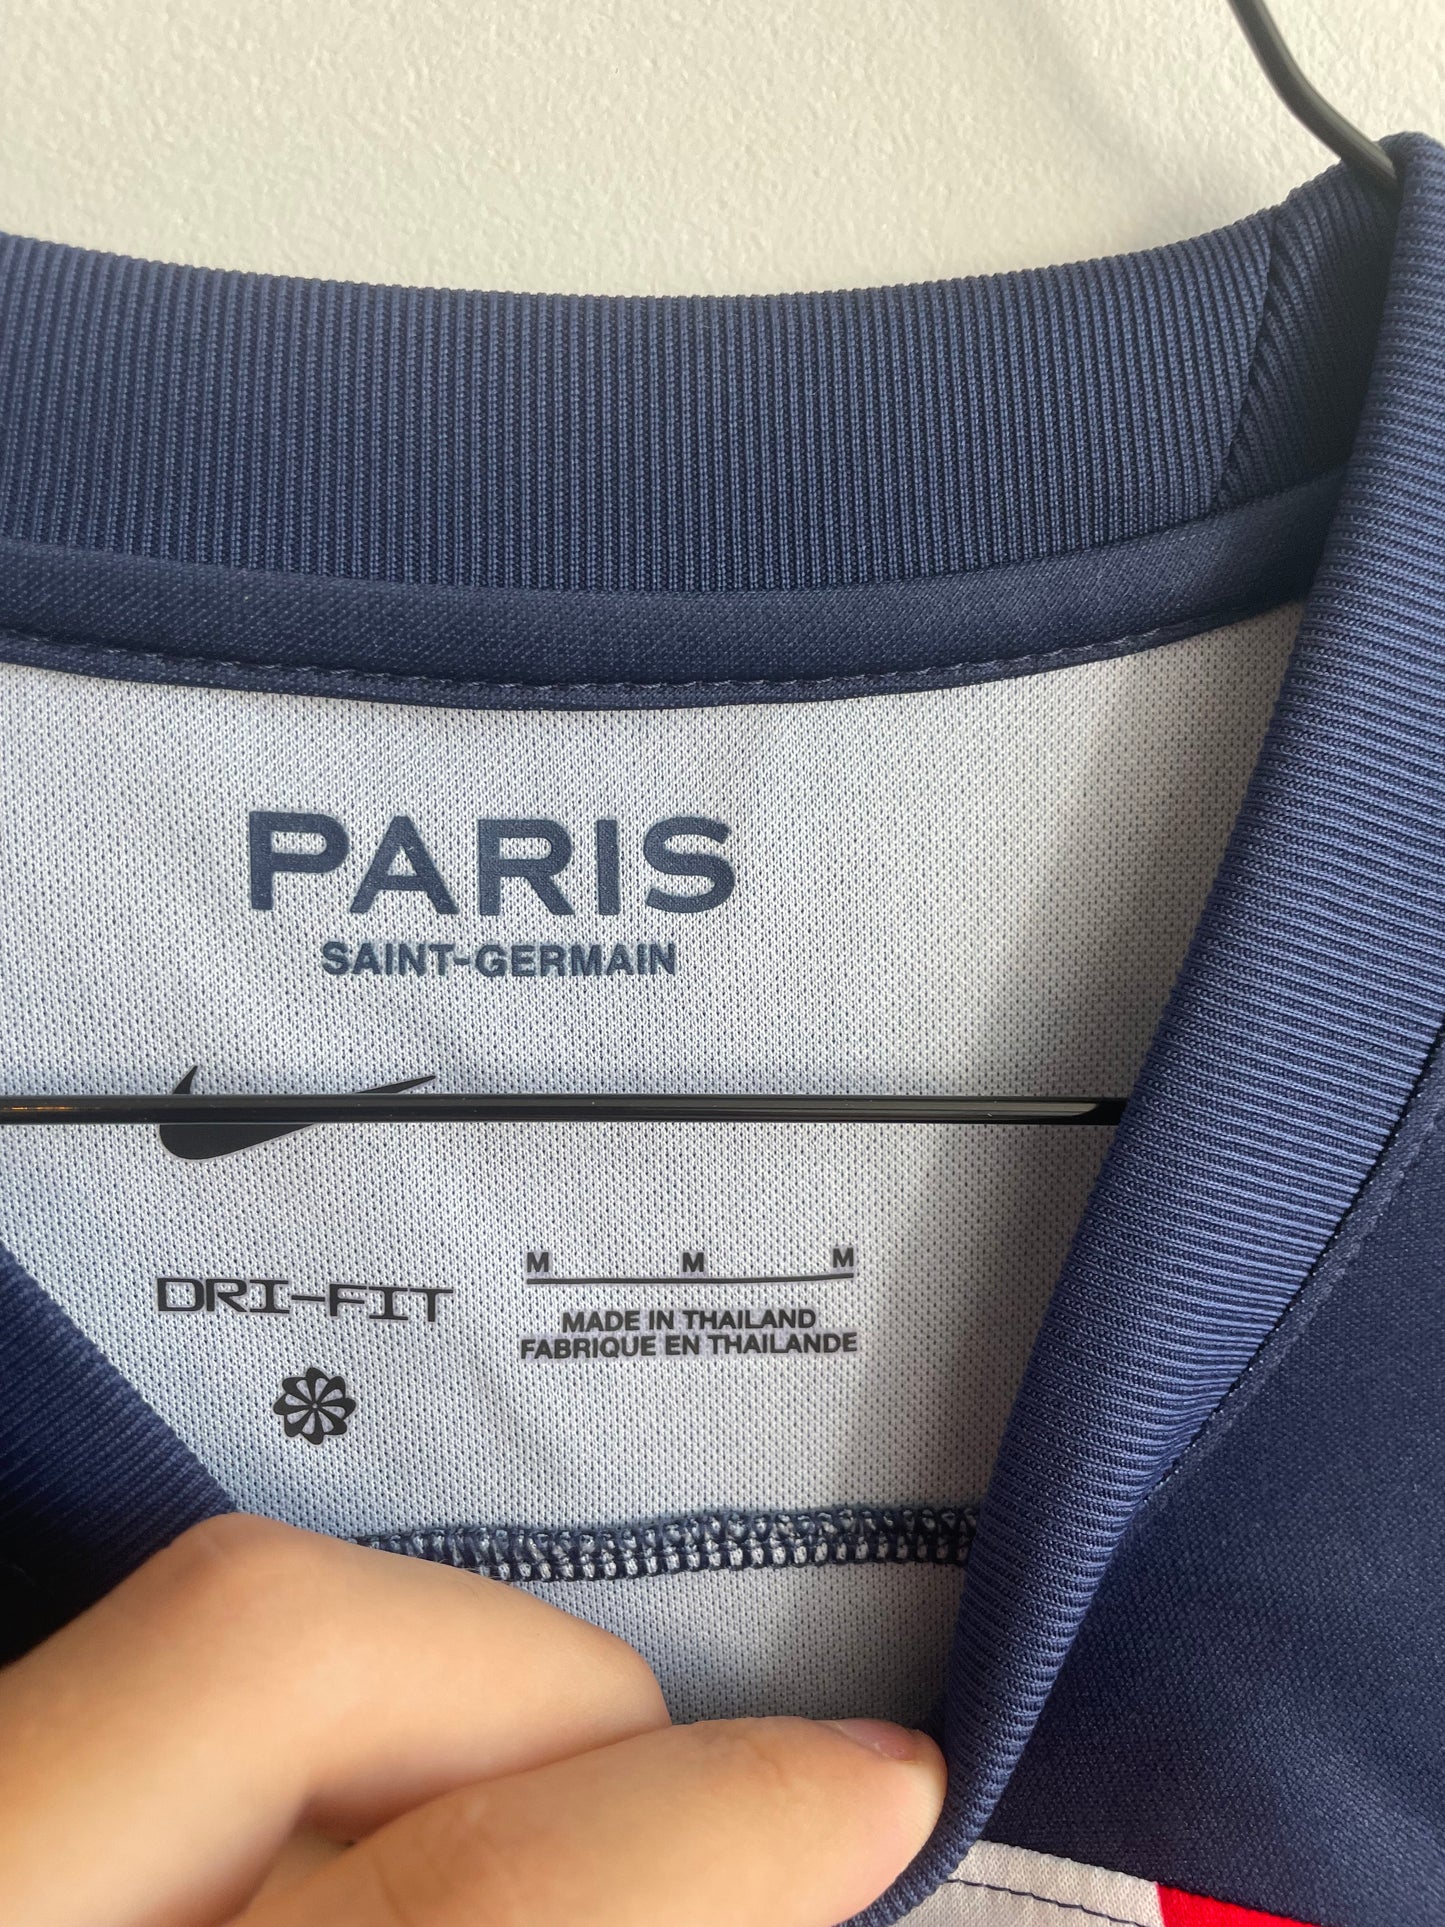 PARIS
SAINT-GERMAIN
DRI-FIT
M M M
MADE IN THAILAND
FABRIQUE EN THAILANDE